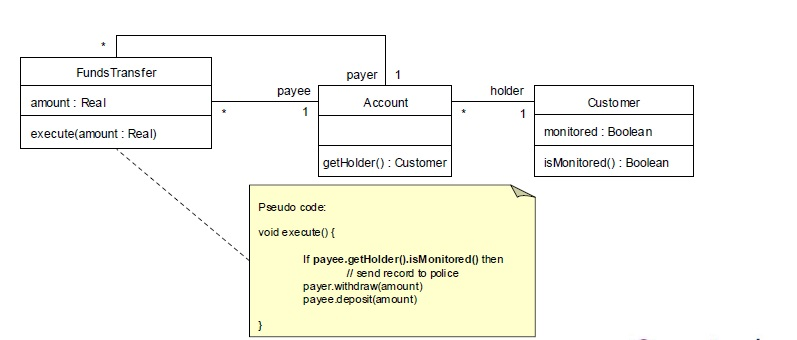 *
payer 1
FundsTransfer
amount : Real
execute(amount : Real)
payee
* 1
Account
getHolder() : Customer
holder
* 1
Customer
monitored : Boolean
isMonitored() : Boolean
Pseudo code:
void execute() {
If payee.getHolder().isMonitored() then
// send record to police
payer.withdraw(amount)
payee.deposit(amount)
}